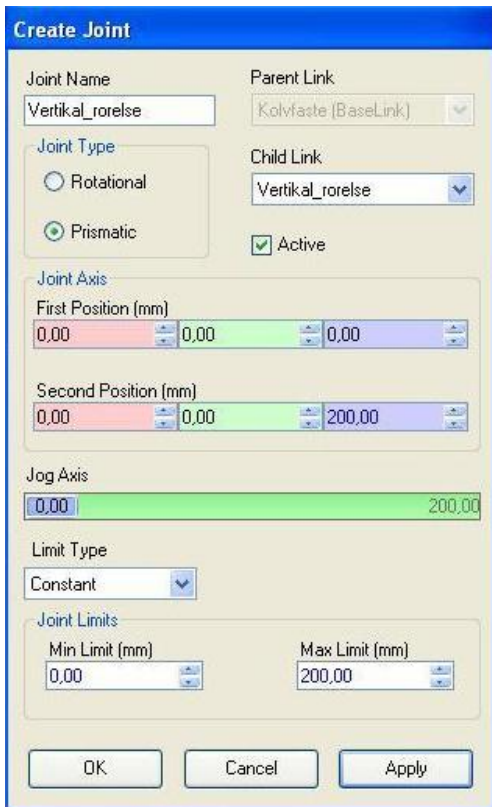 Create Joint
Joint Name
Parent Link
Vertikal_rorelse
Kolvfaste (BaseLink)
Joint Type
Child Link
Rotational
Vertikal_rorelse
Prismatic
Active
Joint Axis
First Position (mm)
0,00 0,00 0,00
Second Position (mm)
0,00 0,00 200,00
Jog Axis
0,00 200,00
Limit Type
Constant
Joint Limits
Min Limit (mm) Max Limit (mm)
0,00 200,00
OK Cancel Apply